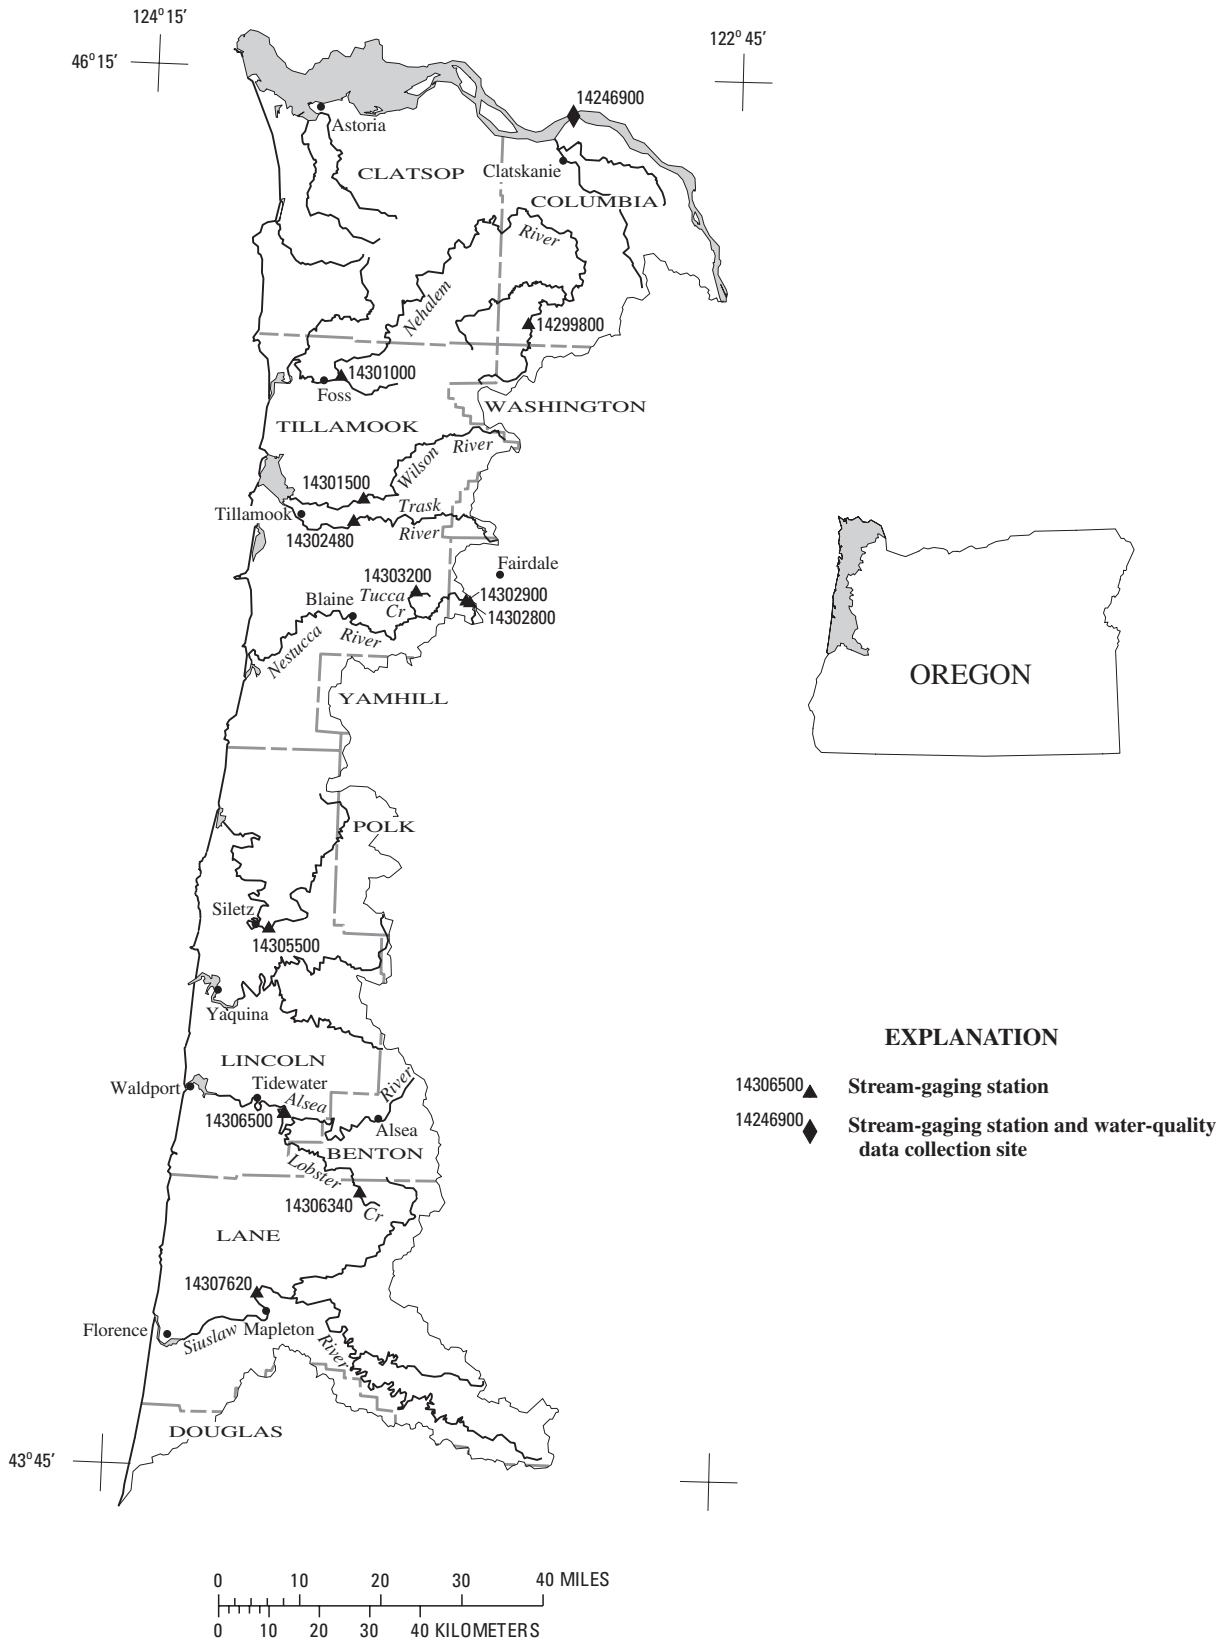 124°15'
122°45'
46°15'
14246900
Astoria
CLATSOP
Clatskanie
COLUMBIA
River
Nehalem
14299800
14301000
Foss
WASHINGTON
TILLAMOOK
River
Wilson
14301500
Trask
Tillamook
River
14302480
Fairdale
14303200
Tucca
Cr
14302900
Blaine
14302800
River
Nestucca
OREGON
YAMHILL
POLK
Siletz
14305500
Yaquina
LINCOLN
Waldport
Tidewater
River
Alsea
14306500
Alsea
BENTON
Lobster
14306340
Cr
LANE
14307620
Florence
Siuslaw
Mapleton
River
DOUGLAS
43°45'
EXPLANATION
14306500 Stream-gaging station
14246900 Stream-gaging station and water-quality
data collection site
0 10 20 30 40 MILES
0 10 20 30 40 KILOMETERS